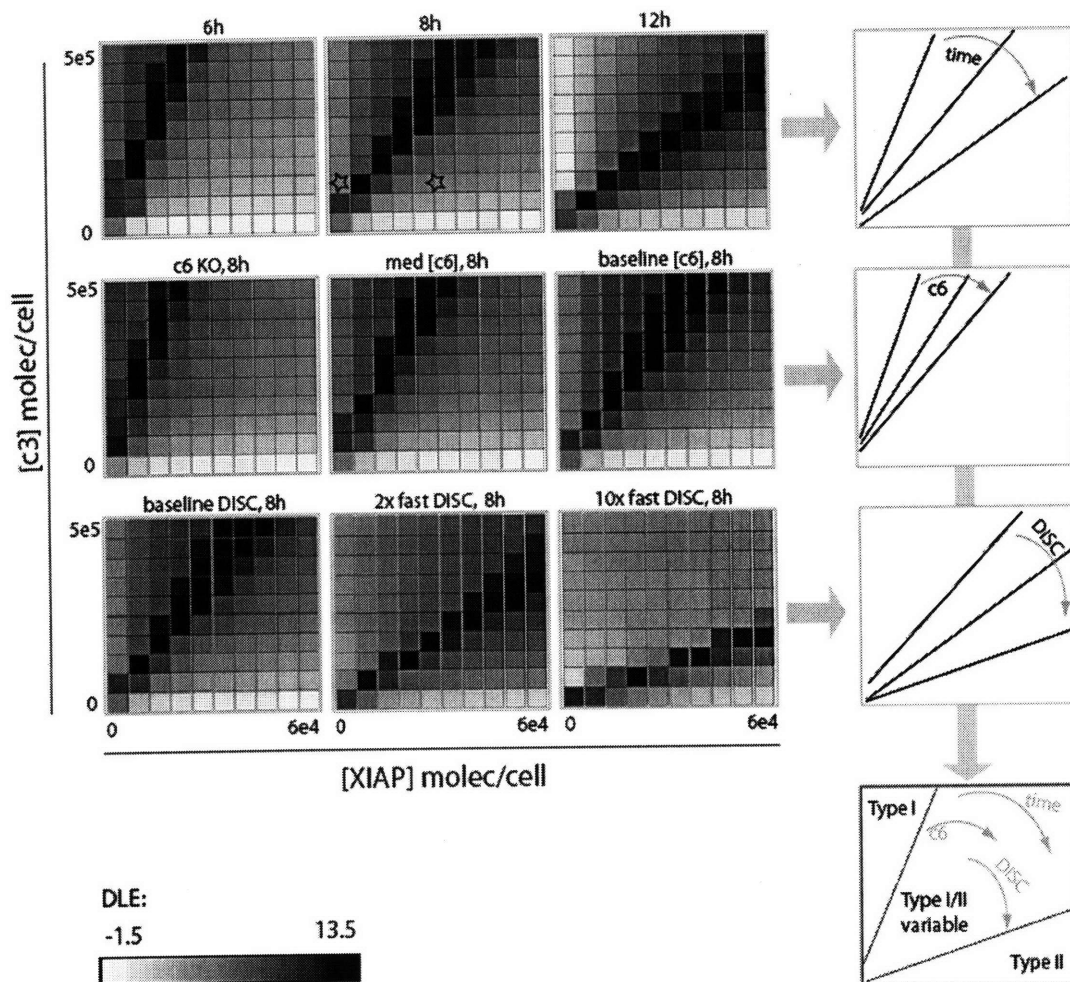 6h 8h 12h
5e5
time
0
c6 KO, 8h med [c6], 8h baseline [c6], 8h
5e5
c6
[c3] molec/cell
0
baseline DISC, 8h 2x fast DISC, 8h 10x fast DISC, 8h
5e5
DISC
0
0 6e4 0 6e4 0 6e4
[XIAP] molec/cell
Type I
time
c6
DISC
Type I/II
variable
Type II
DLE:
-1.5 13.5